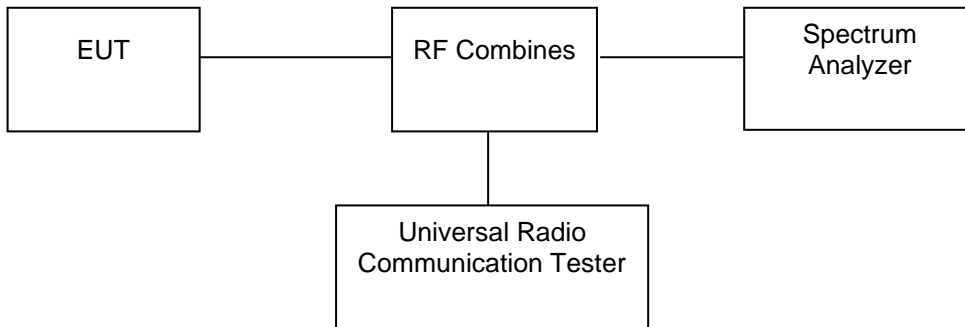 EUT
RF Combines
Spectrum
Analyzer
Universal Radio
Communication Tester